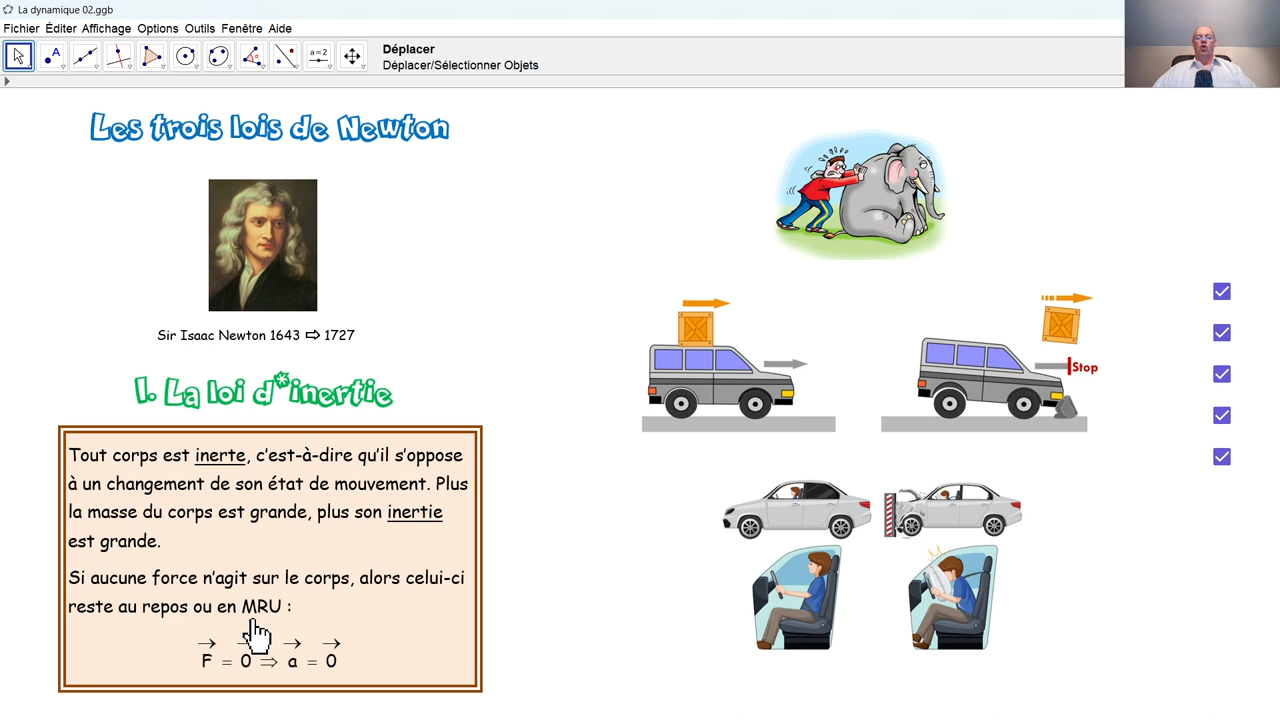 La dynamique 02.ggb
Fichier Éditer Affichage Options Outils Fenêtre Aide
A
a=2
Déplacer
Déplacer/Sélectionner Objets
Les trois lois de Newton
Sir Isaac Newton 1643 ⇨ 1727
I. La loi d*inertie
Tout corps est inerte, c'est-à-dire qu'il s'oppose
à un changement de son état de mouvement. Plus
la masse du corps est grande, plus son inertie
est grande.
Si aucune force n'agit sur le corps, alors celui-ci
reste au repos ou en MRU :
F = 0 ⇒ a = 0
Stop